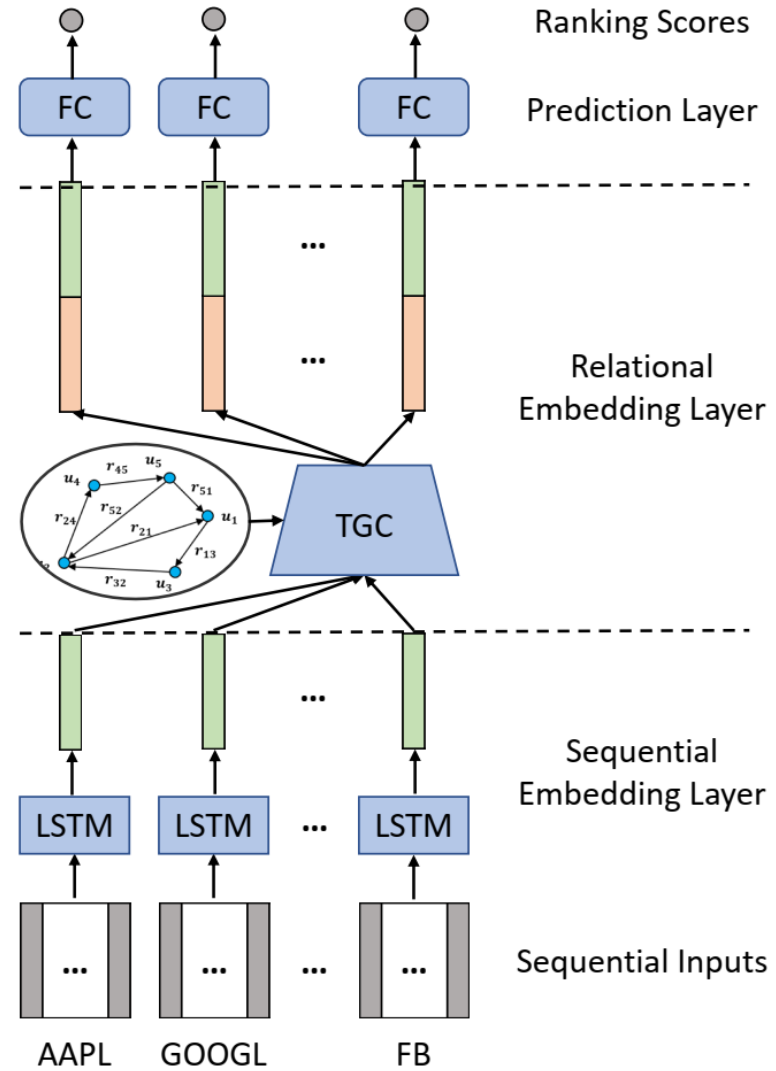 Ranking Scores
FC
FC
FC
Prediction Layer
...
...
Relational
Embedding Layer
u₄
r₄₅
u₅
r₅₁
r₅₂
u₁
r₂₄
r₂₁
r₁₃
r₃₂
u₃
TGC
...
Sequential
Embedding Layer
LSTM
LSTM
...
LSTM
...
...
...
...
Sequential Inputs
AAPL
GOOGL
FB